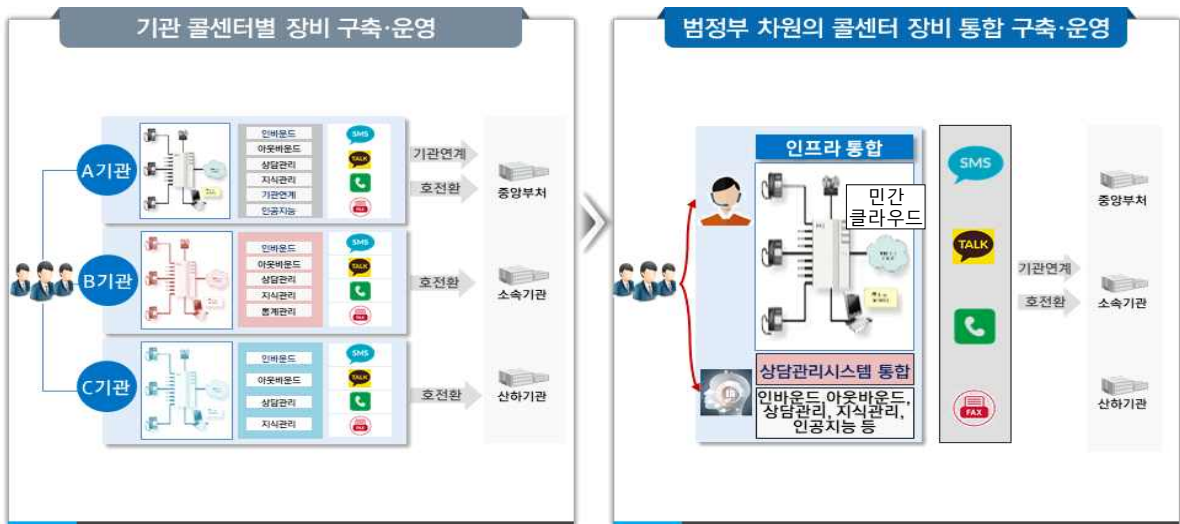 기관 콜센터별 장비 구축·운영
A기관
인바운드
아웃바운드
상담관리
지식관리
기관연계
인공지능
SMS
TALK
FAX
기관연계
호전환
중앙부처
B기관
인바운드
아웃바운드
상담관리
지식관리
통계관리
SMS
TALK
FAX
호전환
소속기관
C기관
인바운드
아웃바운드
상담관리
지식관리
SMS
TALK
FAX
호전환
산하기관
범정부 차원의 콜센터 장비 통합 구축·운영
인프라 통합
민간
클라우드
상담관리시스템 통합
인바운드, 아웃바운드,
상담관리, 지식관리,
인공지능 등
SMS
TALK
FAX
기관연계
호전환
중앙부처
소속기관
산하기관